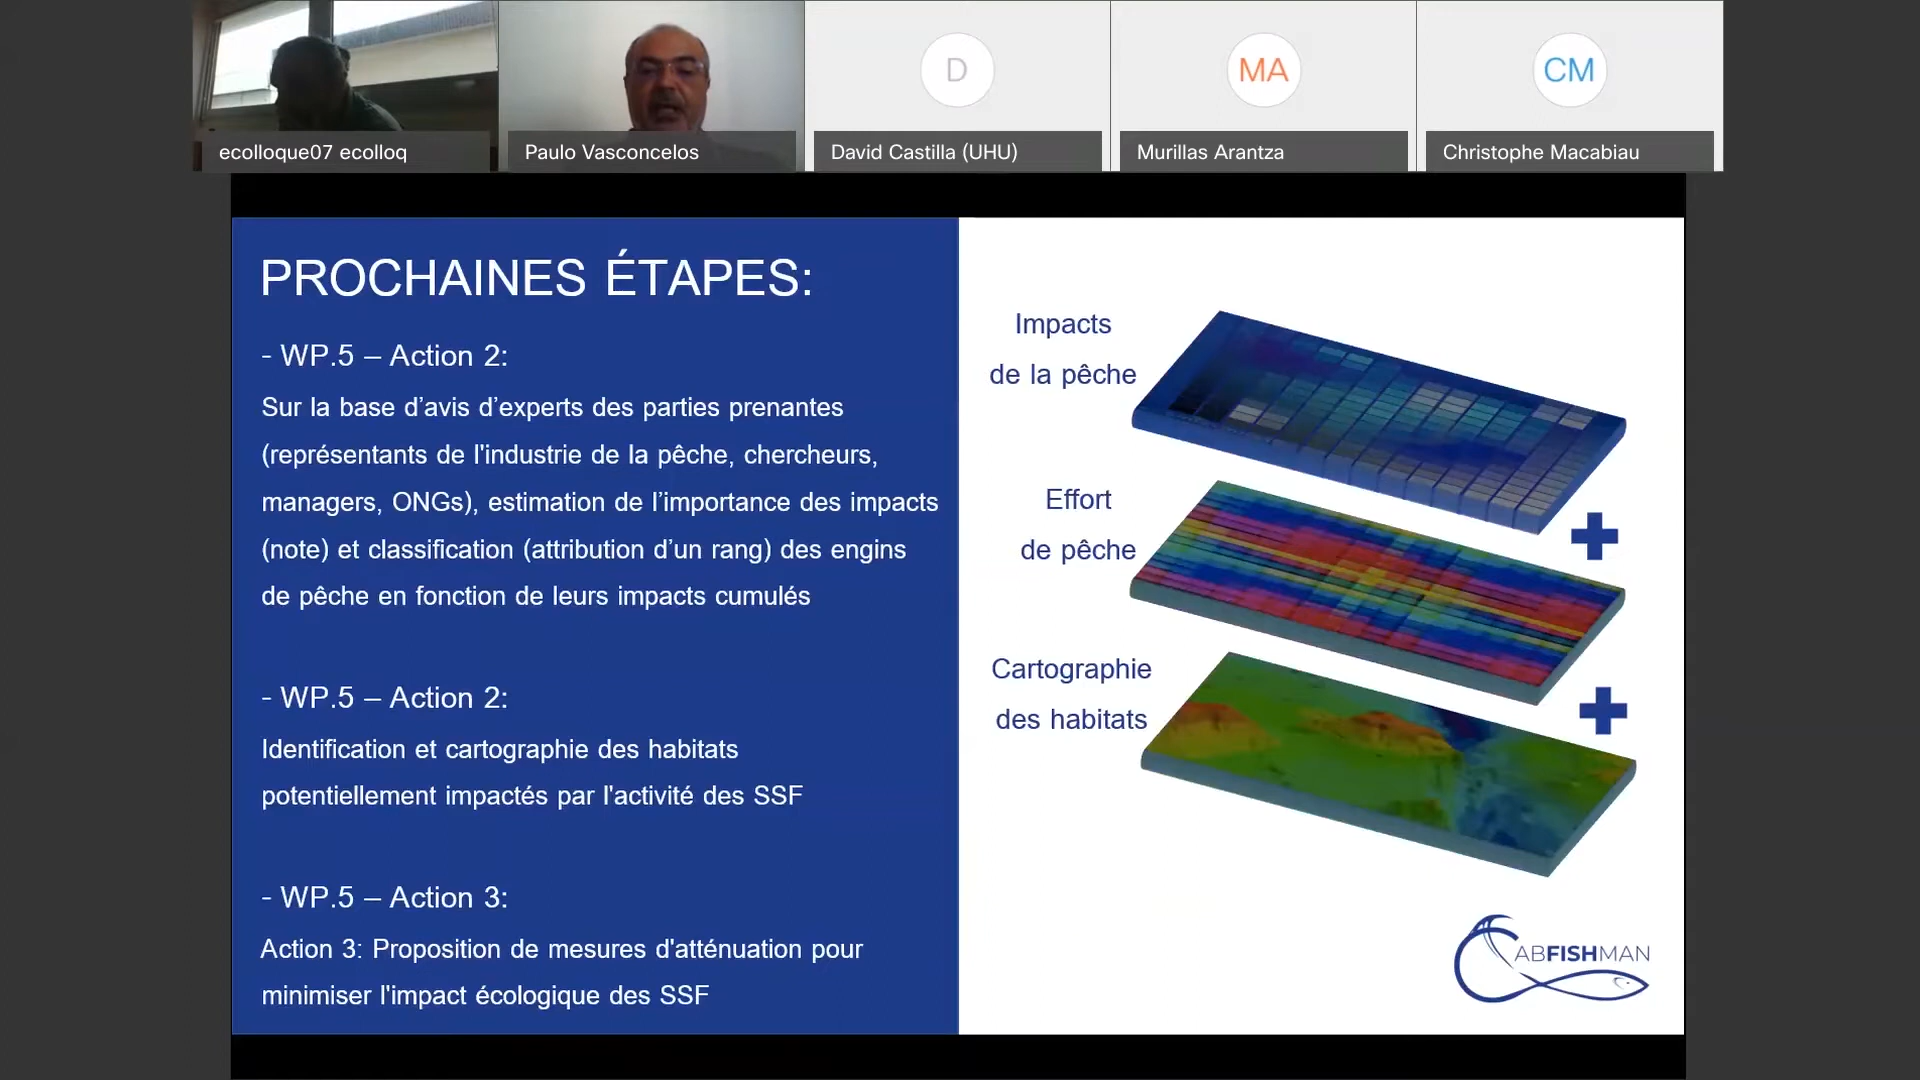 ecolloque07 ecolloq
Paulo Vasconcelos
D
David Castilla (UHU)
MA
Murillas Arantza
CM
Christophe Macabiau
PROCHAINES ÉTAPES:
- WP.5 – Action 2:
Sur la base d’avis d’experts des parties prenantes
(représentants de l'industrie de la pêche, chercheurs,
managers, ONGs), estimation de l’importance des impacts
(note) et classification (attribution d’un rang) des engins
de pêche en fonction de leurs impacts cumulés
- WP.5 – Action 2:
Identification et cartographie des habitats
potentiellement impactés par l'activité des SSF
- WP.5 – Action 3:
Action 3: Proposition de mesures d'atténuation pour
minimiser l'impact écologique des SSF
Impacts
de la pêche
Effort
de pêche
Cartographie
des habitats
CABFISHMAN